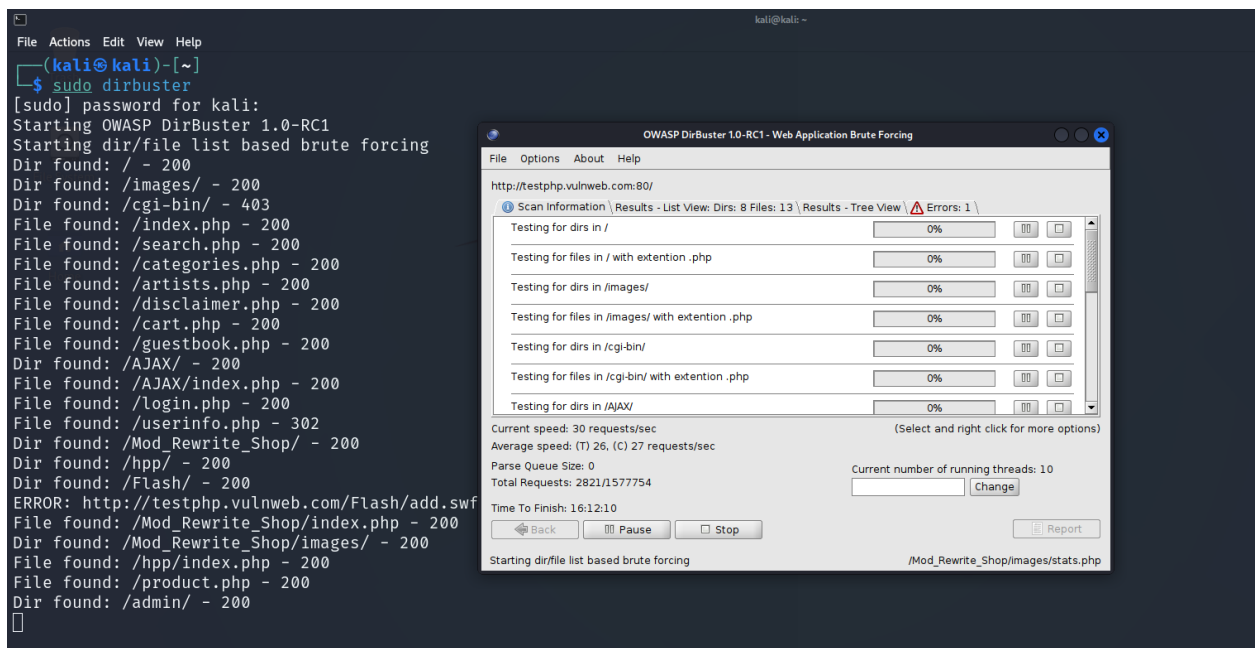 kali@kali: ~
File Actions Edit View Help
┌──(kali㉿kali)-[~]
└─$ sudo dirbuster
[sudo] password for kali:
Starting OWASP DirBuster 1.0-RC1
Starting dir/file list based brute forcing
Dir found: / - 200
Dir found: /images/ - 200
Dir found: /cgi-bin/ - 403
File found: /index.php - 200
File found: /search.php - 200
File found: /categories.php - 200
File found: /artists.php - 200
File found: /disclaimer.php - 200
File found: /cart.php - 200
File found: /guestbook.php - 200
Dir found: /AJAX/ - 200
File found: /AJAX/index.php - 200
File found: /login.php - 200
File found: /userinfo.php - 302
Dir found: /Mod_Rewrite_Shop/ - 200
Dir found: /hpp/ - 200
Dir found: /Flash/ - 200
ERROR: http://testphp.vulnweb.com/Flash/add.swf
File found: /Mod_Rewrite_Shop/index.php - 200
Dir found: /Mod_Rewrite_Shop/images/ - 200
File found: /hpp/index.php - 200
File found: /product.php - 200
Dir found: /admin/ - 200
OWASP DirBuster 1.0-RC1 - Web Application Brute Forcing
File Options About Help
http://testphp.vulnweb.com:80/
Scan Information \ Results - List View: Dirs: 8 Files: 13 \ Results - Tree View \ Errors: 1 \
Testing for dirs in / 0%
Testing for files in / with extention .php 0%
Testing for dirs in /images/ 0%
Testing for files in /images/ with extention .php 0%
Testing for dirs in /cgi-bin/ 0%
Testing for files in /cgi-bin/ with extention .php 0%
Testing for dirs in /AJAX/ 0%
Current speed: 30 requests/sec (Select and right click for more options)
Average speed: (T) 26, (C) 27 requests/sec
Parse Queue Size: 0
Total Requests: 2821/1577754
Current number of running threads: 10
Change
Time To Finish: 16:12:10
Back Pause Stop Report
Starting dir/file list based brute forcing /Mod_Rewrite_Shop/images/stats.php